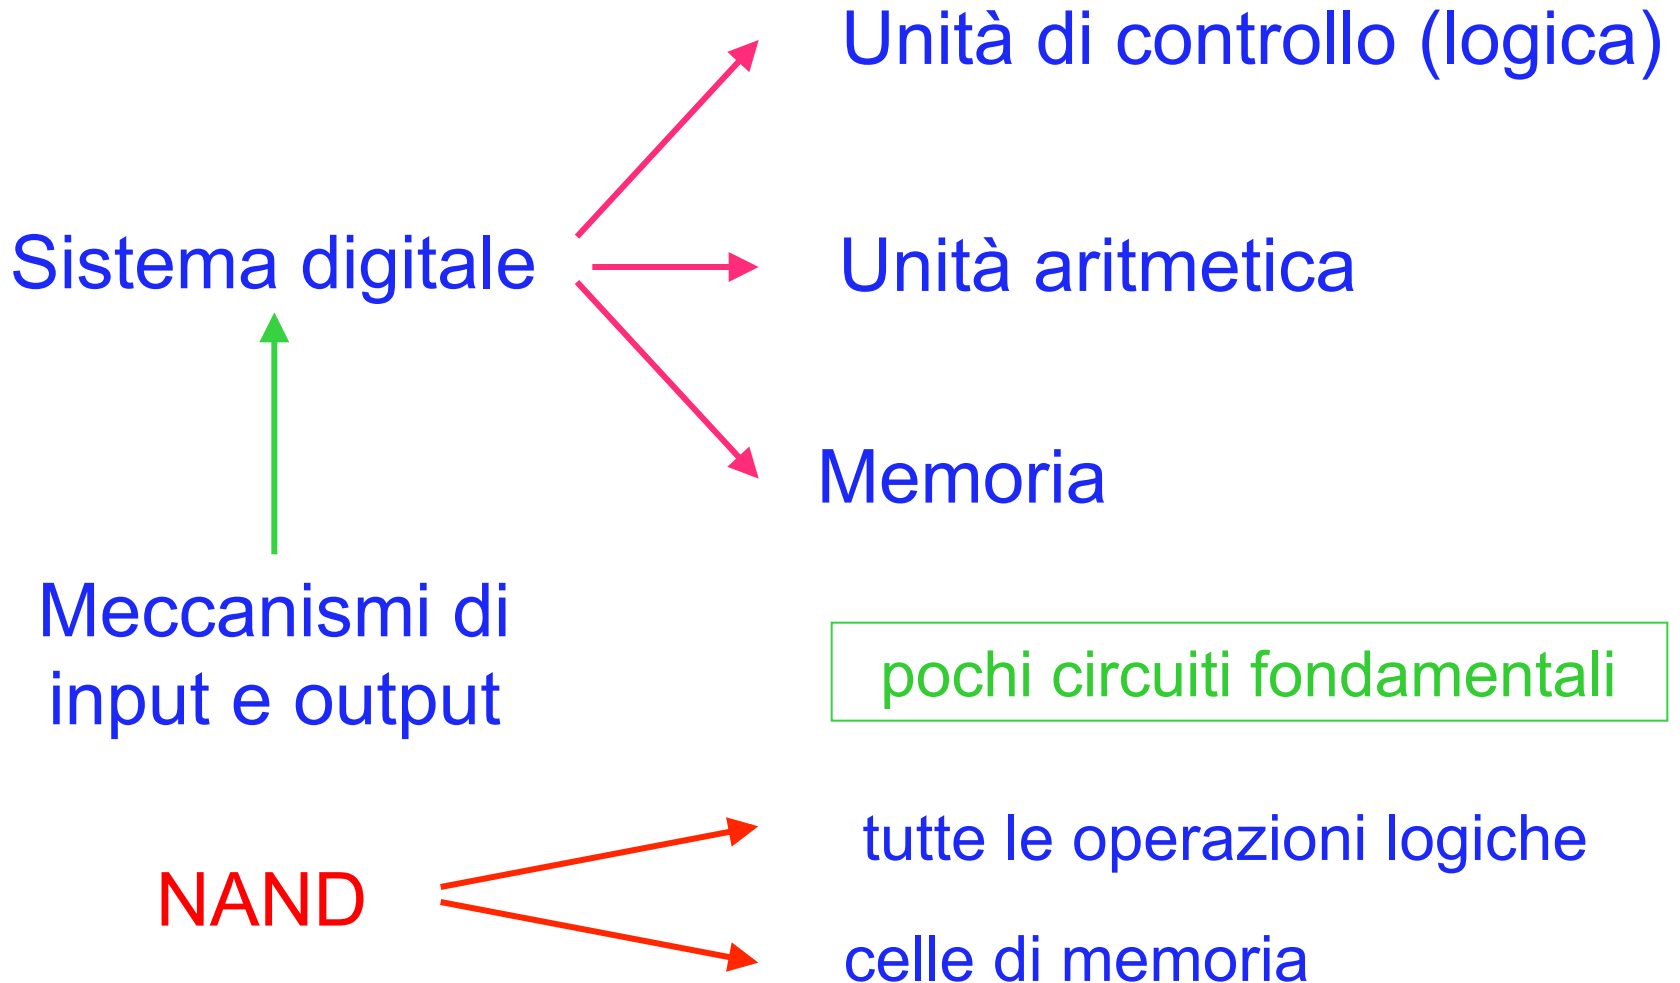 Unità di controllo (logica)
Sistema digitale
Unità aritmetica
Memoria
Meccanismi di
input e output
pochi circuiti fondamentali
tutte le operazioni logiche
NAND
celle di memoria